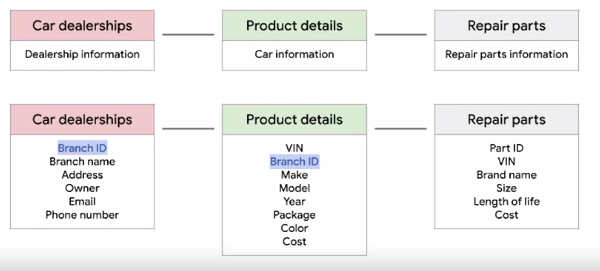 Car dealerships
Dealership information
Product details
Car information
Repair parts
Repair parts information
Car dealerships
Branch ID
Branch name
Address
Owner
Email
Phone number
Product details
VIN
Branch ID
Make
Model
Year
Package
Color
Cost
Repair parts
Part ID
VIN
Brand name
Size
Length of life
Cost